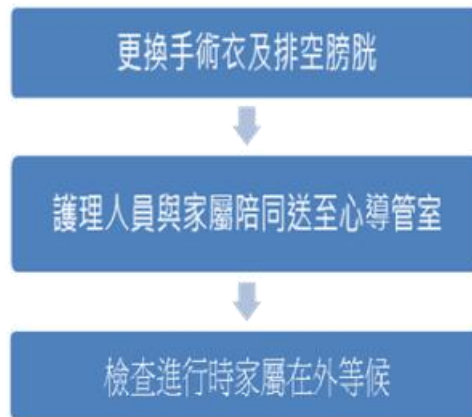 更換手術衣及排空膀胱
護理人員與家屬陪同送至心導管室
檢查進行時家屬在外等候